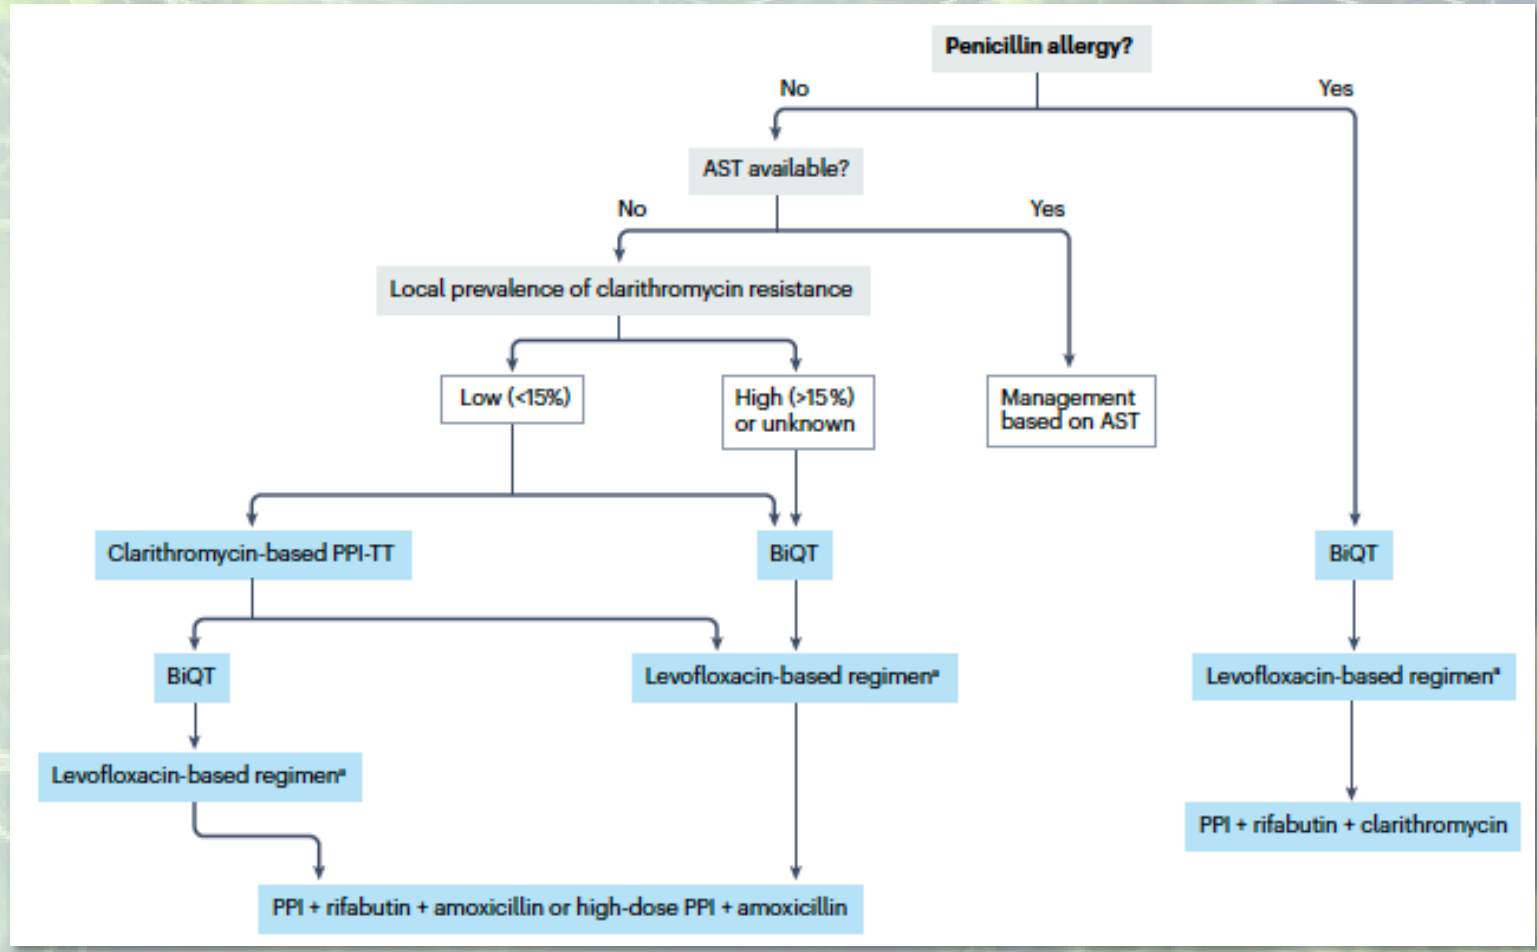 Penicillin allergy?
No
Yes
AST available?
No
Yes
Local prevalence of clarithromycin resistance
Low (<15%)
High (>15%)
or unknown
Management
based on AST
Clarithromycin-based PPI-TT
BiQT
BiQT
BiQT
Levofloxacin-based regimenᵃ
Levofloxacin-based regimenᵃ
Levofloxacin-based regimenᵃ
PPI + rifabutin + clarithromycin
PPI + rifabutin + amoxicillin or high-dose PPI + amoxicillin